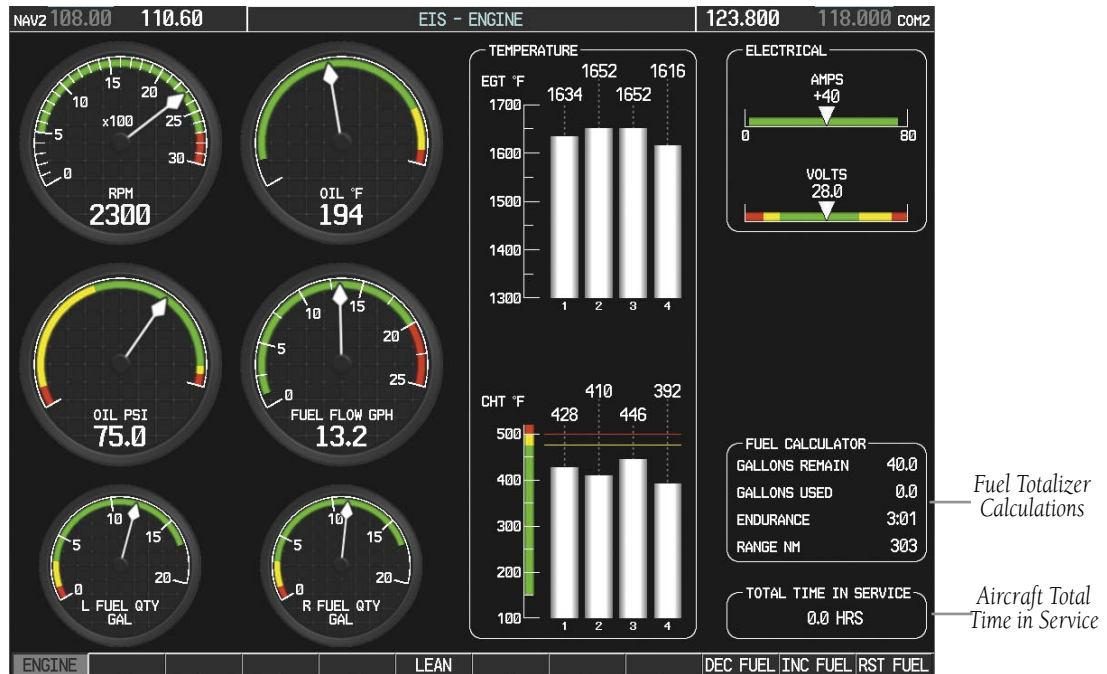 NAV2 108.00 110.60 EIS - ENGINE 123.800 118.000 COM2
0 5 10 15 20 25 30
x100
RPM
2300
OIL °F
194
OIL PSI
75.0
0 5 10 15 20 25
FUEL FLOW GPH
13.2
0 5 10 15 20
L FUEL QTY
GAL
0 5 10 15 20
R FUEL QTY
GAL
TEMPERATURE
EGT °F
1634 1652 1652 1616
1700
1600
1500
1400
1300
1 2 3 4
CHT °F
428 410 446 392
500
400
300
200
100
1 2 3 4
ELECTRICAL
AMPS
+40
0 80
VOLTS
28.0
FUEL CALCULATOR
GALLONS REMAIN 40.0
GALLONS USED 0.0
ENDURANCE 3:01
RANGE NM 303
Fuel Totalizer
Calculations
TOTAL TIME IN SERVICE
0.0 HRS
Aircraft Total
Time in Service
ENGINE LEAN DEC FUEL INC FUEL RST FUEL